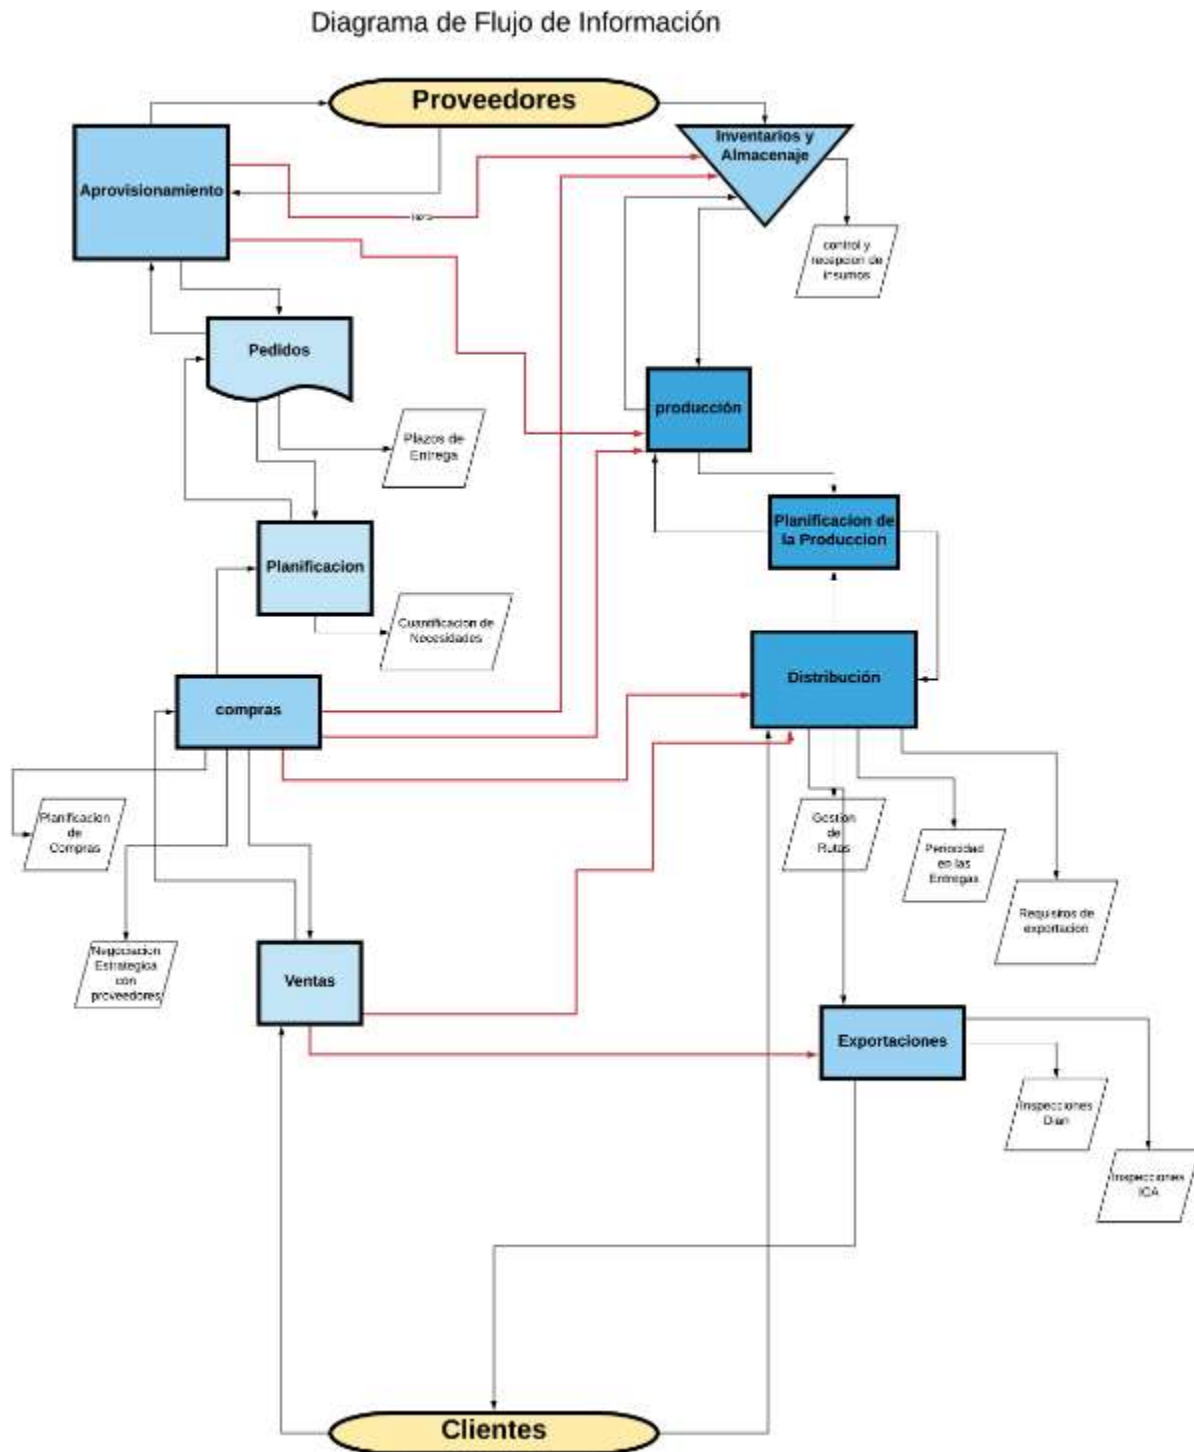 Diagrama de Flujo de Información
Proveedores
Inventarios y
Almacenaje
Aprovisionamiento
control y
recepcion de
insumos
Pedidos
producción
Plazos de
Entrega
Planificacion de
la Produccion
Planificacion
Cuantificacion de
Necesidades
Distribución
compras
Planificacion
de
Compras
Gestion
de
Rutas
Periocidad
en las
Entregas
Requisitos de
exportacion
Negociacion
Estrategica
con
proveedores
Ventas
Exportaciones
Inspecciones
Dian
Inspecciones
ICA
Clientes